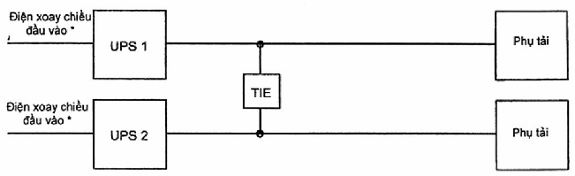 Điện xoay chiều
đầu vào *
UPS 1
Phụ tải
TIE
Điện xoay chiều
đầu vào *
UPS 2
Phụ tải